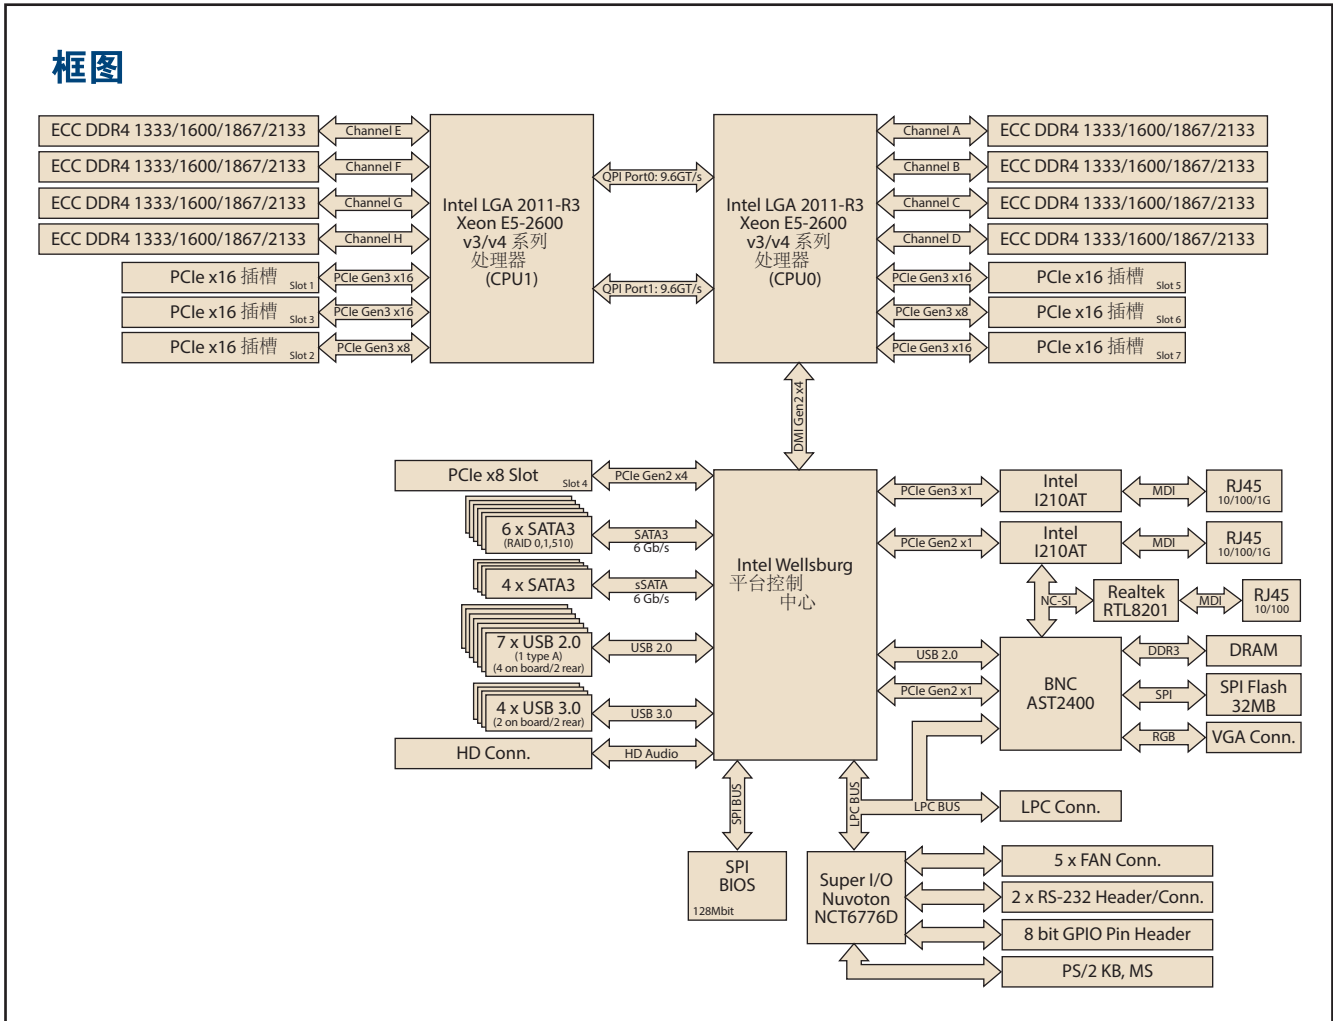 框图
ECC DDR4 1333/1600/1867/2133
Channel E
ECC DDR4 1333/1600/1867/2133
Channel F
ECC DDR4 1333/1600/1867/2133
Channel G
ECC DDR4 1333/1600/1867/2133
Channel H
PCIe x16 插槽
Slot 1
PCIe Gen3 x16
PCIe x16 插槽
Slot 3
PCIe Gen3 x16
PCIe x16 插槽
Slot 2
PCIe Gen3 x8
Intel LGA 2011-R3
Xeon E5-2600
v3/v4 系列
处理器
(CPU1)
QPI Port0: 9.6GT/s
QPI Port1: 9.6GT/s
Intel LGA 2011-R3
Xeon E5-2600
v3/v4 系列
处理器
(CPU0)
Channel A
ECC DDR4 1333/1600/1867/2133
Channel B
ECC DDR4 1333/1600/1867/2133
Channel C
ECC DDR4 1333/1600/1867/2133
Channel D
ECC DDR4 1333/1600/1867/2133
PCIe Gen3 x16
PCIe x16 插槽
Slot 5
PCIe Gen3 x8
PCIe x16 插槽
Slot 6
PCIe Gen3 x16
PCIe x16 插槽
Slot 7
DMI Gen2 x4
PCIe x8 Slot
Slot 4
PCIe Gen2 x4
6 x SATA3
(RAID 0,1,510)
SATA3
6 Gb/s
4 x SATA3
sSATA
6 Gb/s
7 x USB 2.0
(1 type A)
(4 on board/2 rear)
USB 2.0
4 x USB 3.0
(2 on board/2 rear)
USB 3.0
HD Conn.
HD Audio
Intel Wellsburg
平台控制
中心
PCIe Gen3 x1
Intel
I210AT
MDI
RJ45
10/100/1G
PCIe Gen2 x1
Intel
I210AT
MDI
RJ45
10/100/1G
NC-SI
Realtek
RTL8201
MDI
RJ45
10/100
USB 2.0
PCIe Gen2 x1
BNC
AST2400
DDR3
DRAM
SPI
SPI Flash
32MB
RGB
VGA Conn.
SPI BUS
LPC BUS
LPC BUS
LPC Conn.
SPI
BIOS
128Mbit
Super I/O
Nuvoton
NCT6776D
5 x FAN Conn.
2 x RS-232 Header/Conn.
8 bit GPIO Pin Header
PS/2 KB, MS